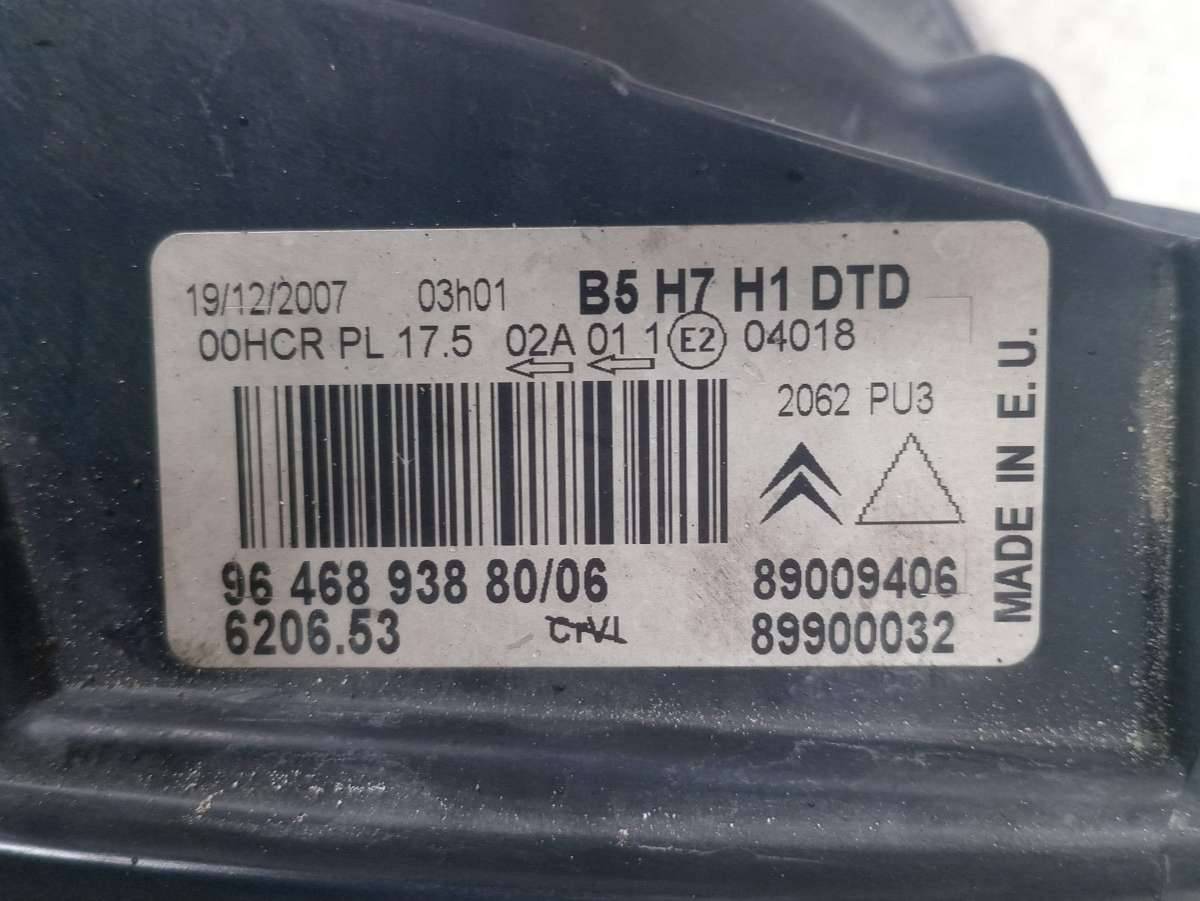 19/12/2007 03h01 B5 H7 H1 DTD
00HCR PL 17.5 02A 01 1 E2 04018
2062 PU3
MADE IN E.U.
96 468 938 80/06 89009406
6206.53 89900032